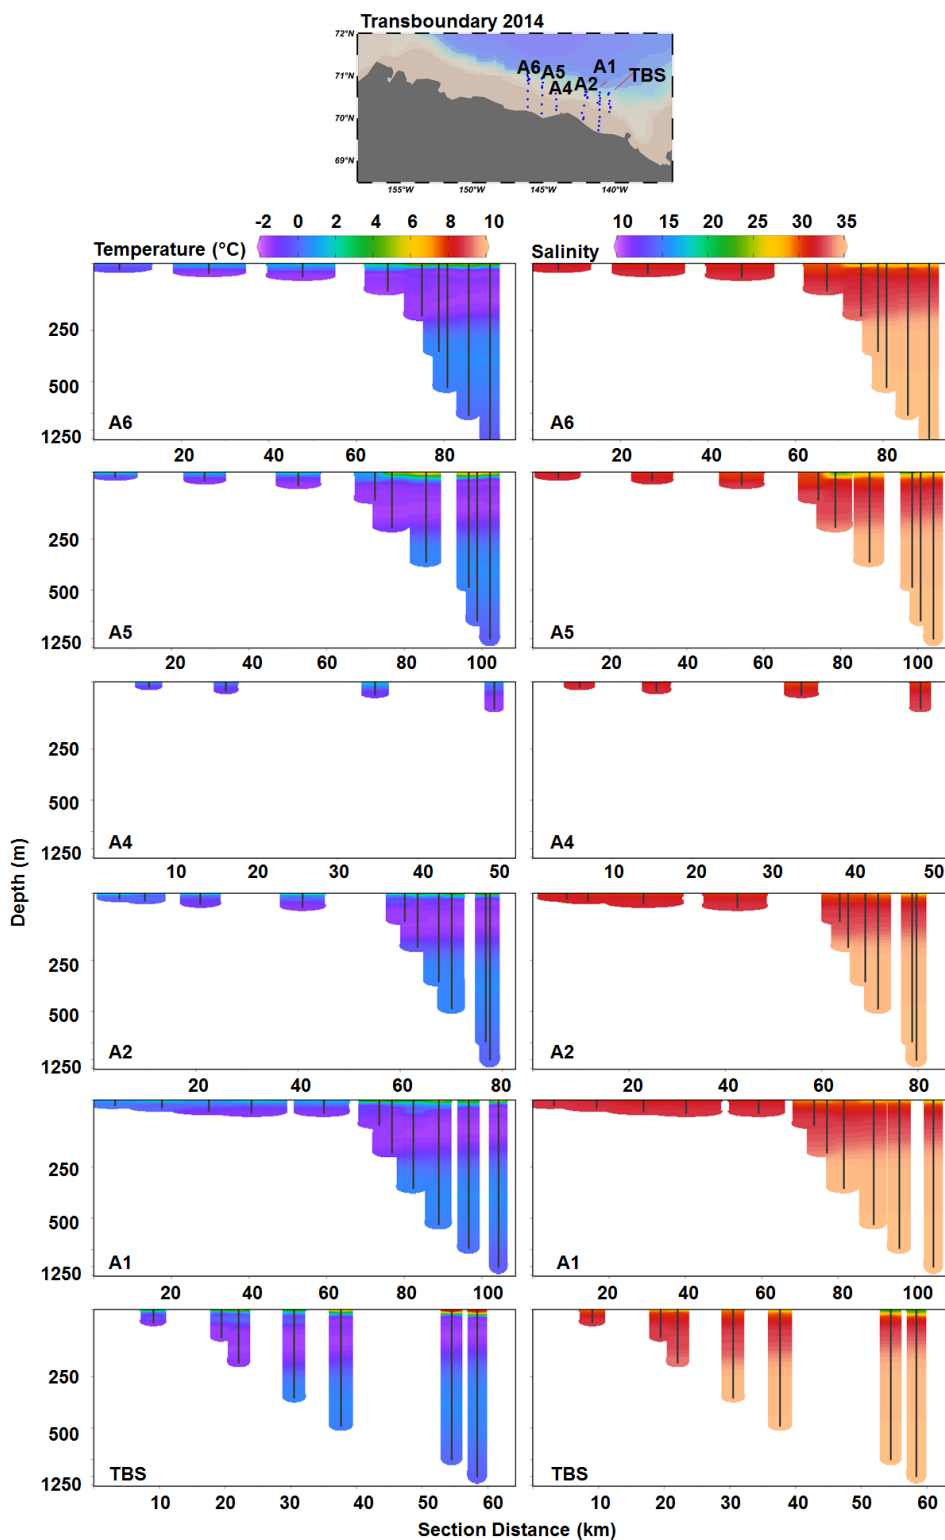 Transboundary 2014
72°N
71°N
70°N
69°N
A6
A5
A4
A2
A1
TBS
155°W
150°W
145°W
140°W
Temperature (°C)
-2 0 2 4 6 8 10
Salinity
10 15 20 25 30 35
250
500
1250
A6
20 40 60 80
A6
20 40 60 80
250
500
1250
A5
20 40 60 80 100
A5
20 40 60 80 100
250
500
1250
A4
10 20 30 40 50
A4
10 20 30 40 50
Depth (m)
250
500
1250
A2
20 40 60 80
A2
20 40 60 80
250
500
1250
A1
20 40 60 80 100
A1
20 40 60 80 100
250
500
1250
TBS
10 20 30 40 50 60
TBS
10 20 30 40 50 60
Section Distance (km)